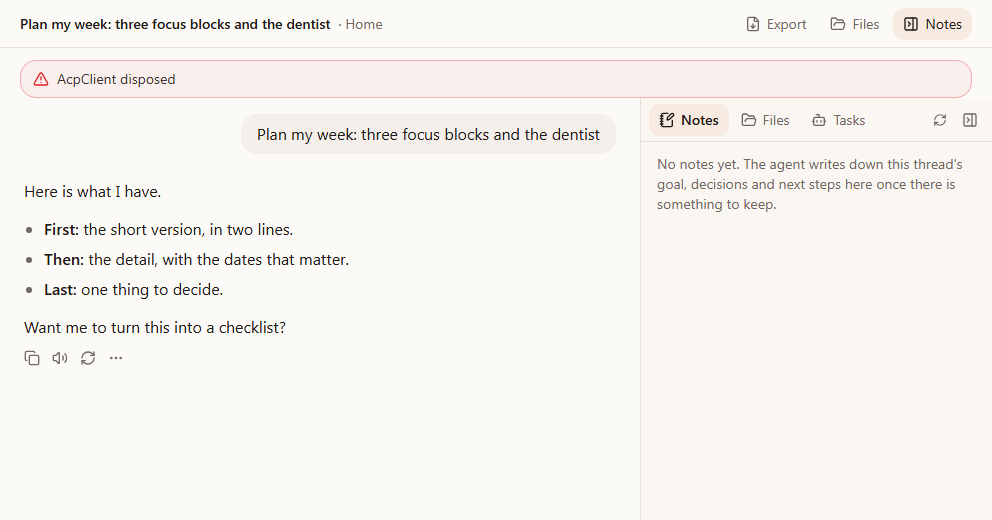 Plan my week: three focus blocks and the dentist · Home
Export
Files
Notes
AcpClient disposed
Plan my week: three focus blocks and the dentist
Here is what I have.
• First: the short version, in two lines.
• Then: the detail, with the dates that matter.
• Last: one thing to decide.
Want me to turn this into a checklist?
Notes
Files
Tasks
No notes yet. The agent writes down this thread's
goal, decisions and next steps here once there is
something to keep.